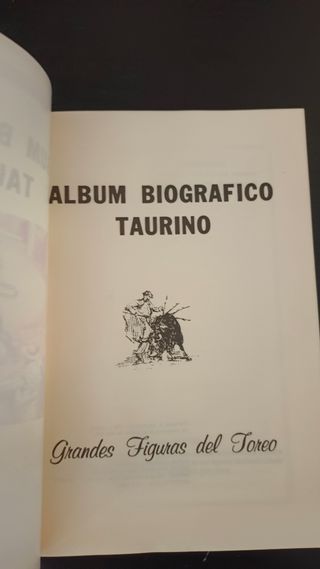 ALBUM BIOGRAFICO
TAURINO
Grandes Figuras del Toreo